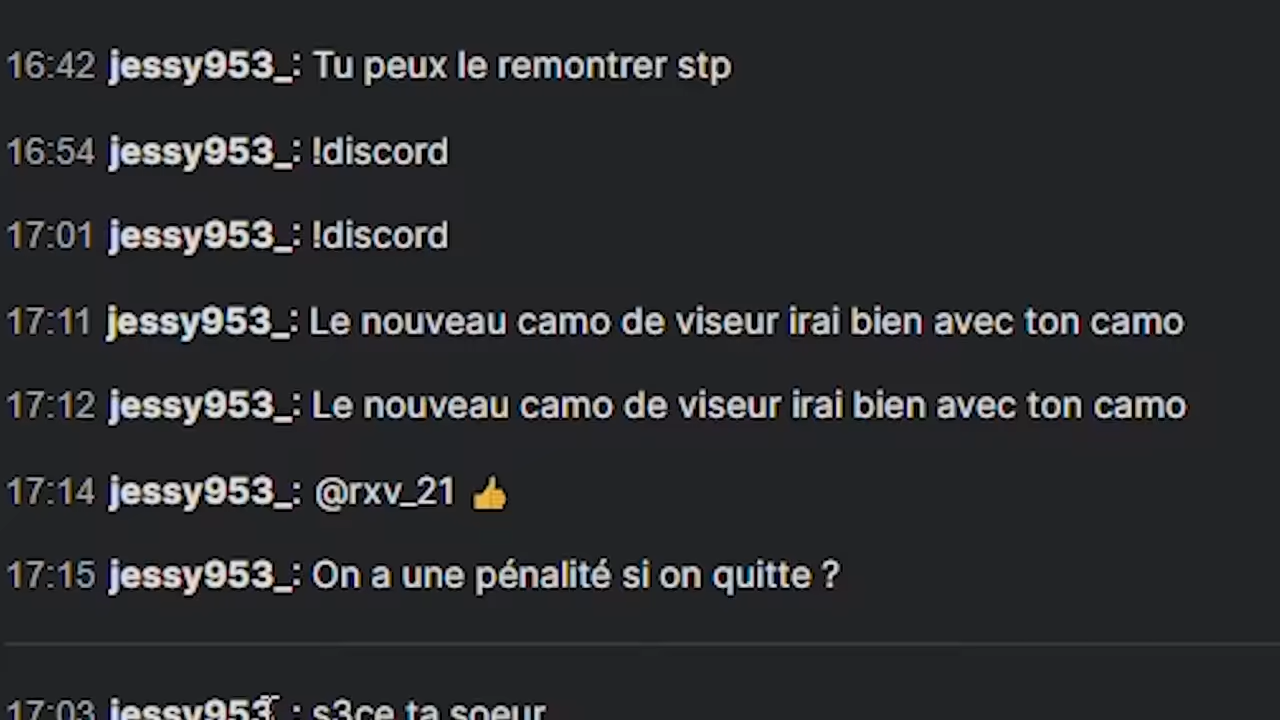 16:42 jessy953_: Tu peux le remontrer stp
16:54 jessy953_: !discord
17:01 jessy953_: !discord
17:11 jessy953_: Le nouveau camo de viseur irai bien avec ton camo
17:12 jessy953_: Le nouveau camo de viseur irai bien avec ton camo
17:14 jessy953_: @rxv_21 👍
17:15 jessy953_: On a une pénalité si on quitte ?
17:03 jessy953_: s3ce ta soeur